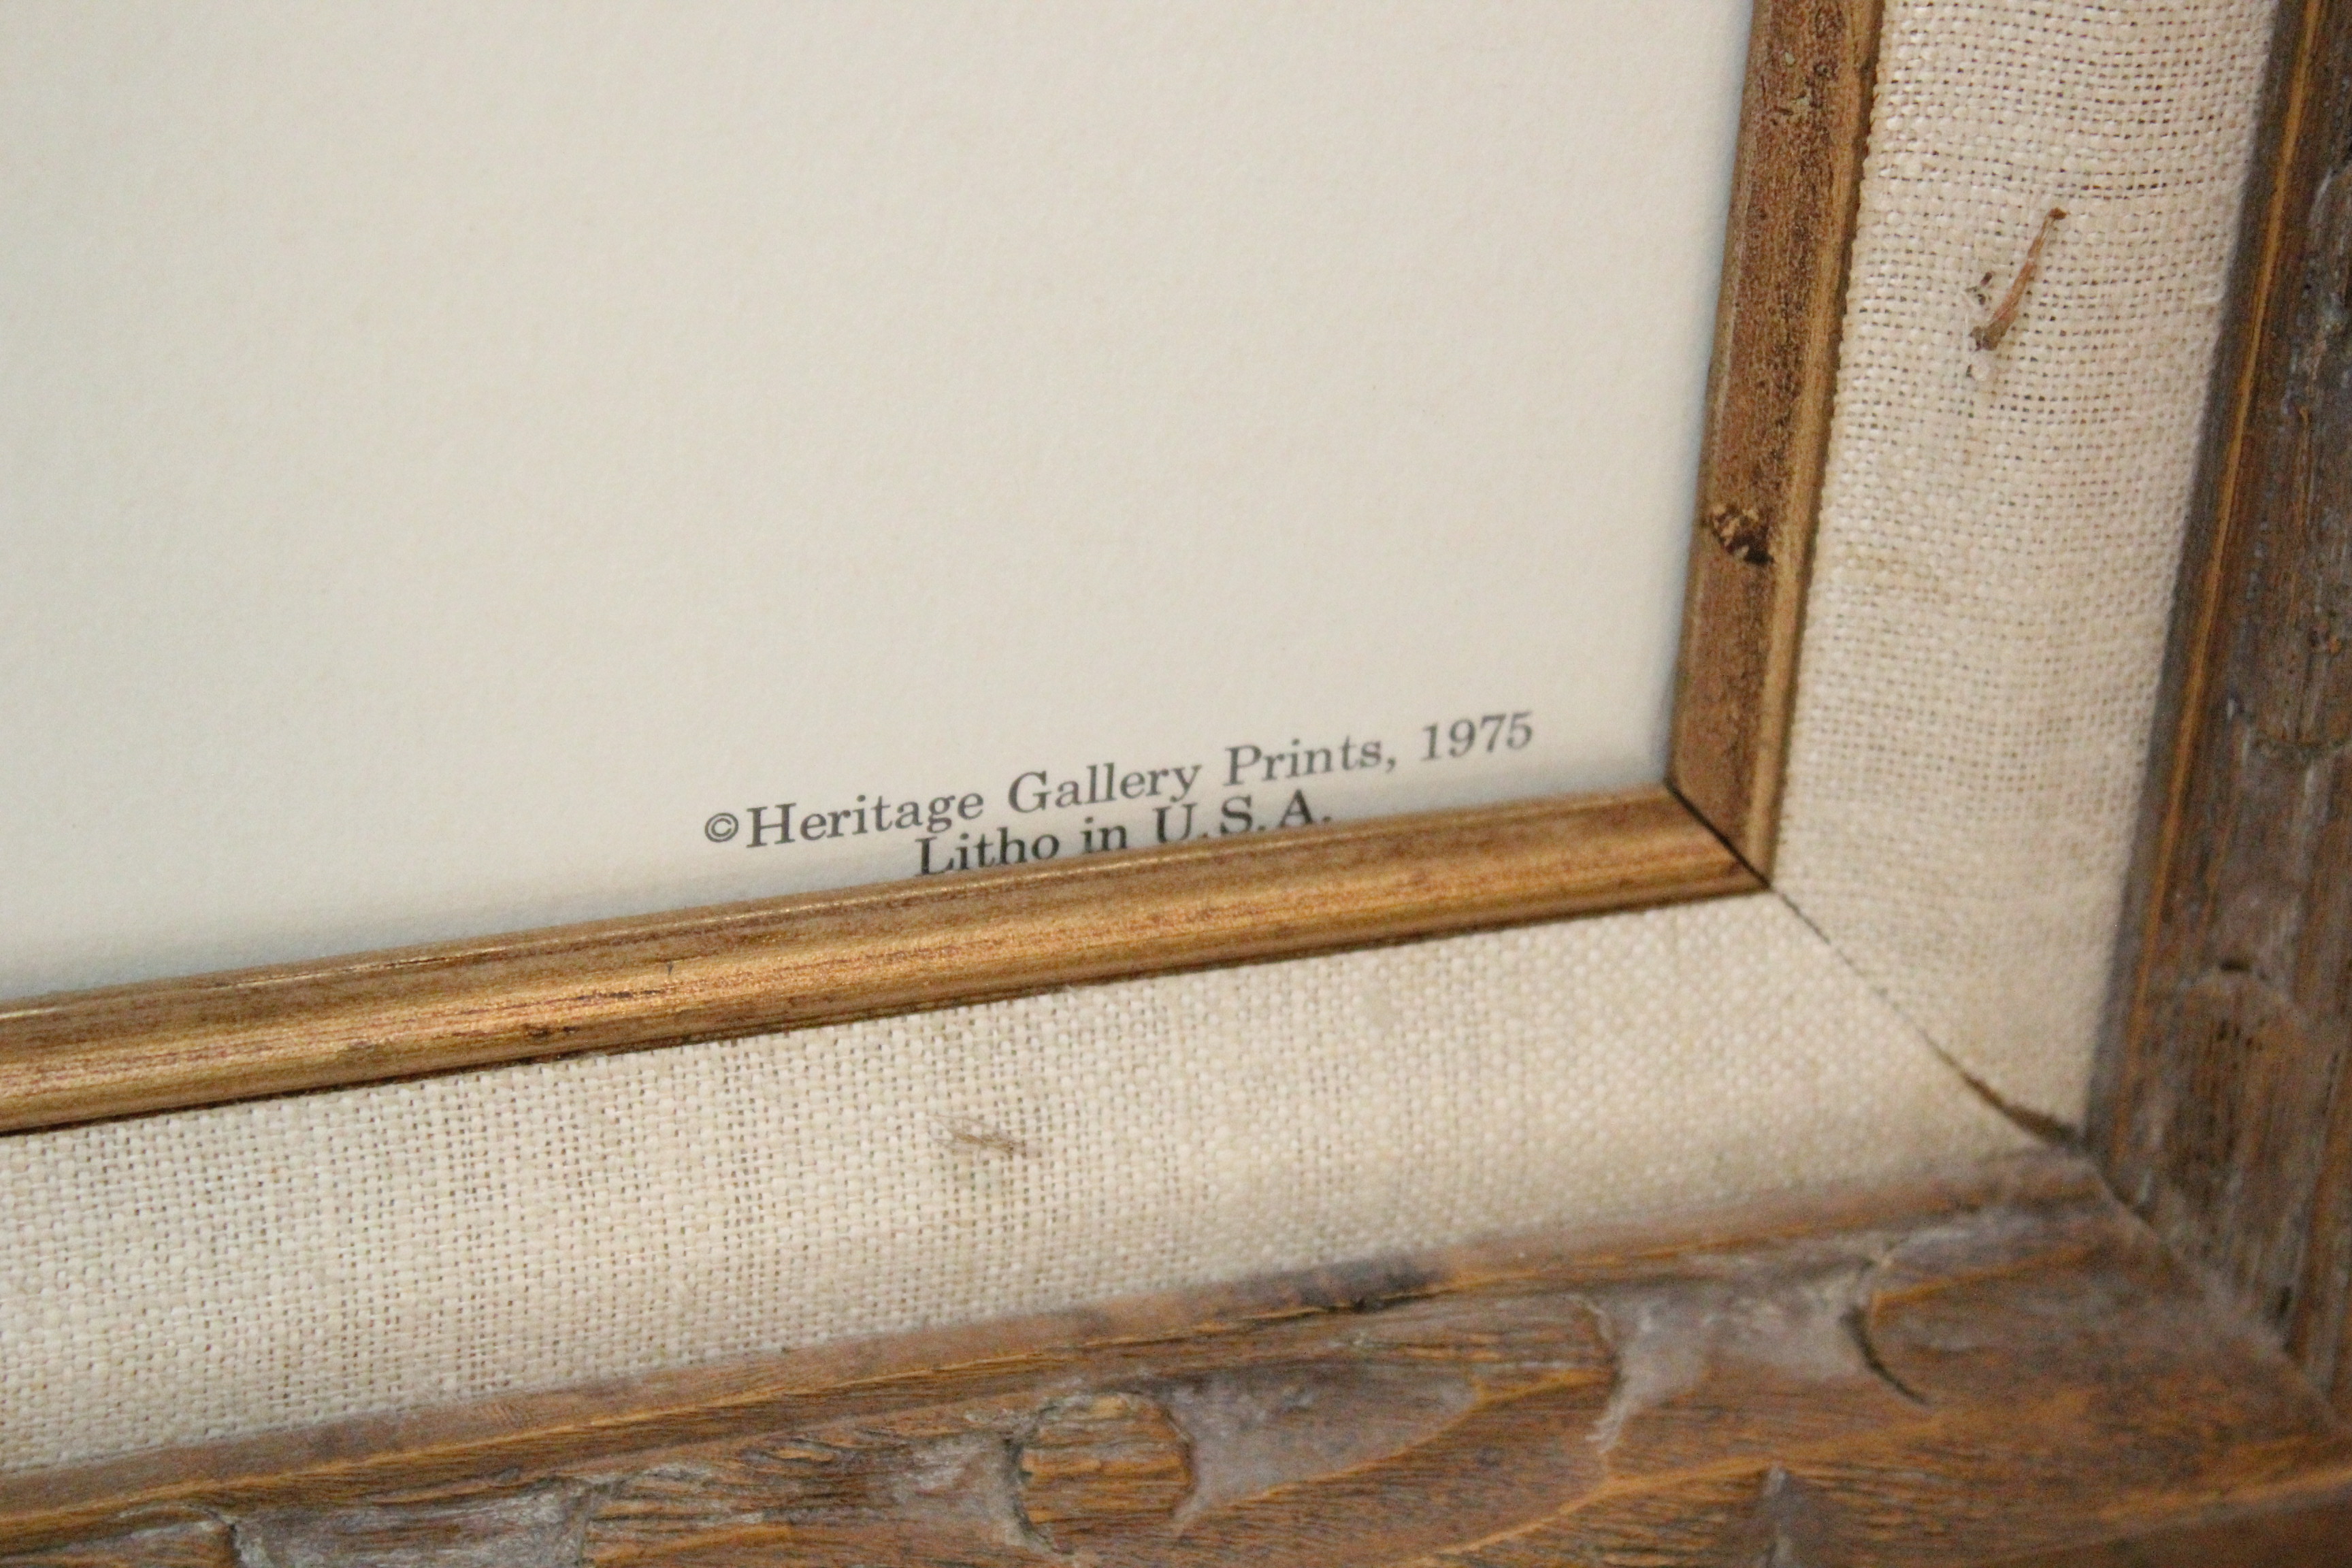 ©Heritage Gallery Prints, 1975
Litho in U.S.A.